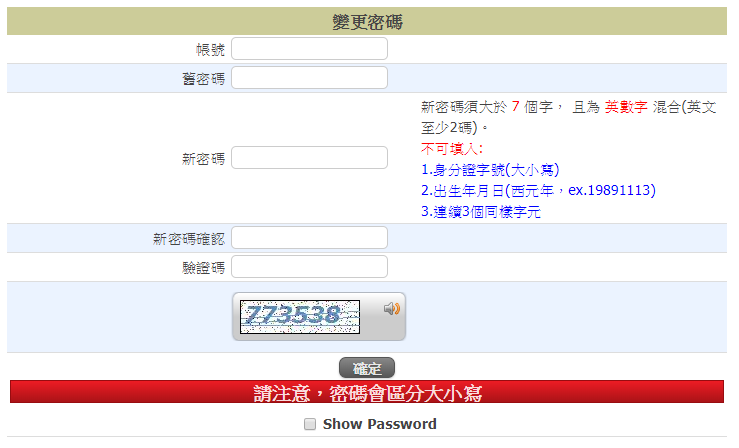 變更密碼
帳號
舊密碼
新密碼
新密碼須大於 7 個字， 且為 英數字 混合(英文
至少2碼)。
不可填入:
1.身分證字號(大小寫)
2.出生年月日(西元年，ex.19891113)
3.連續3個同樣字元
新密碼確認
驗證碼
773538
確定
請注意，密碼會區分大小寫
Show Password